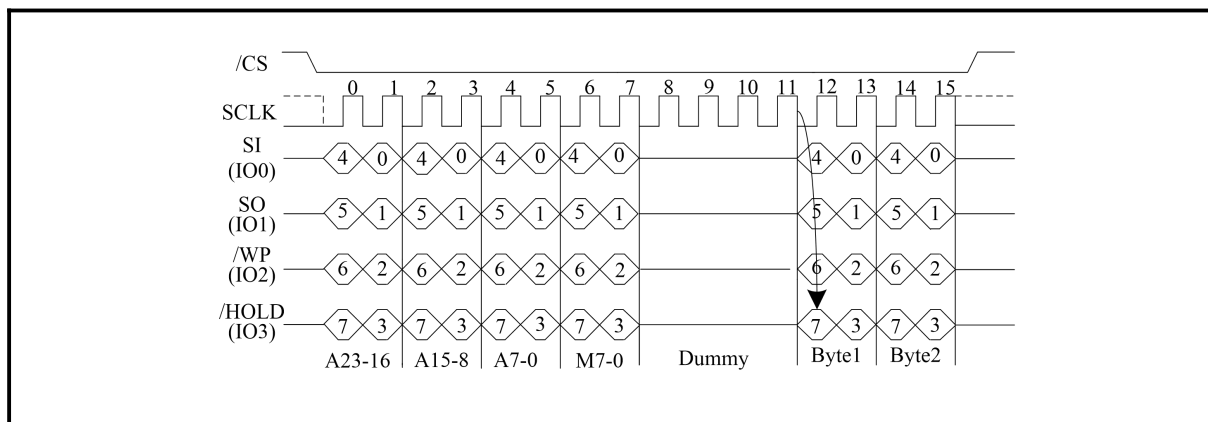 /CS
0 1 2 3 4 5 6 7 8 9 10 11 12 13 14 15
SCLK
SI
(IO0)
4 0 4 0 4 0 4 0 4 0 4 0
SO
(IO1)
5 1 5 1 5 1 5 1 5 1 5 1
/WP
(IO2)
6 2 6 2 6 2 6 2 6 2 6 2
/HOLD
(IO3)
7 3 7 3 7 3 7 3 7 3 7 3
A23-16 A15-8 A7-0 M7-0 Dummy Byte1 Byte2